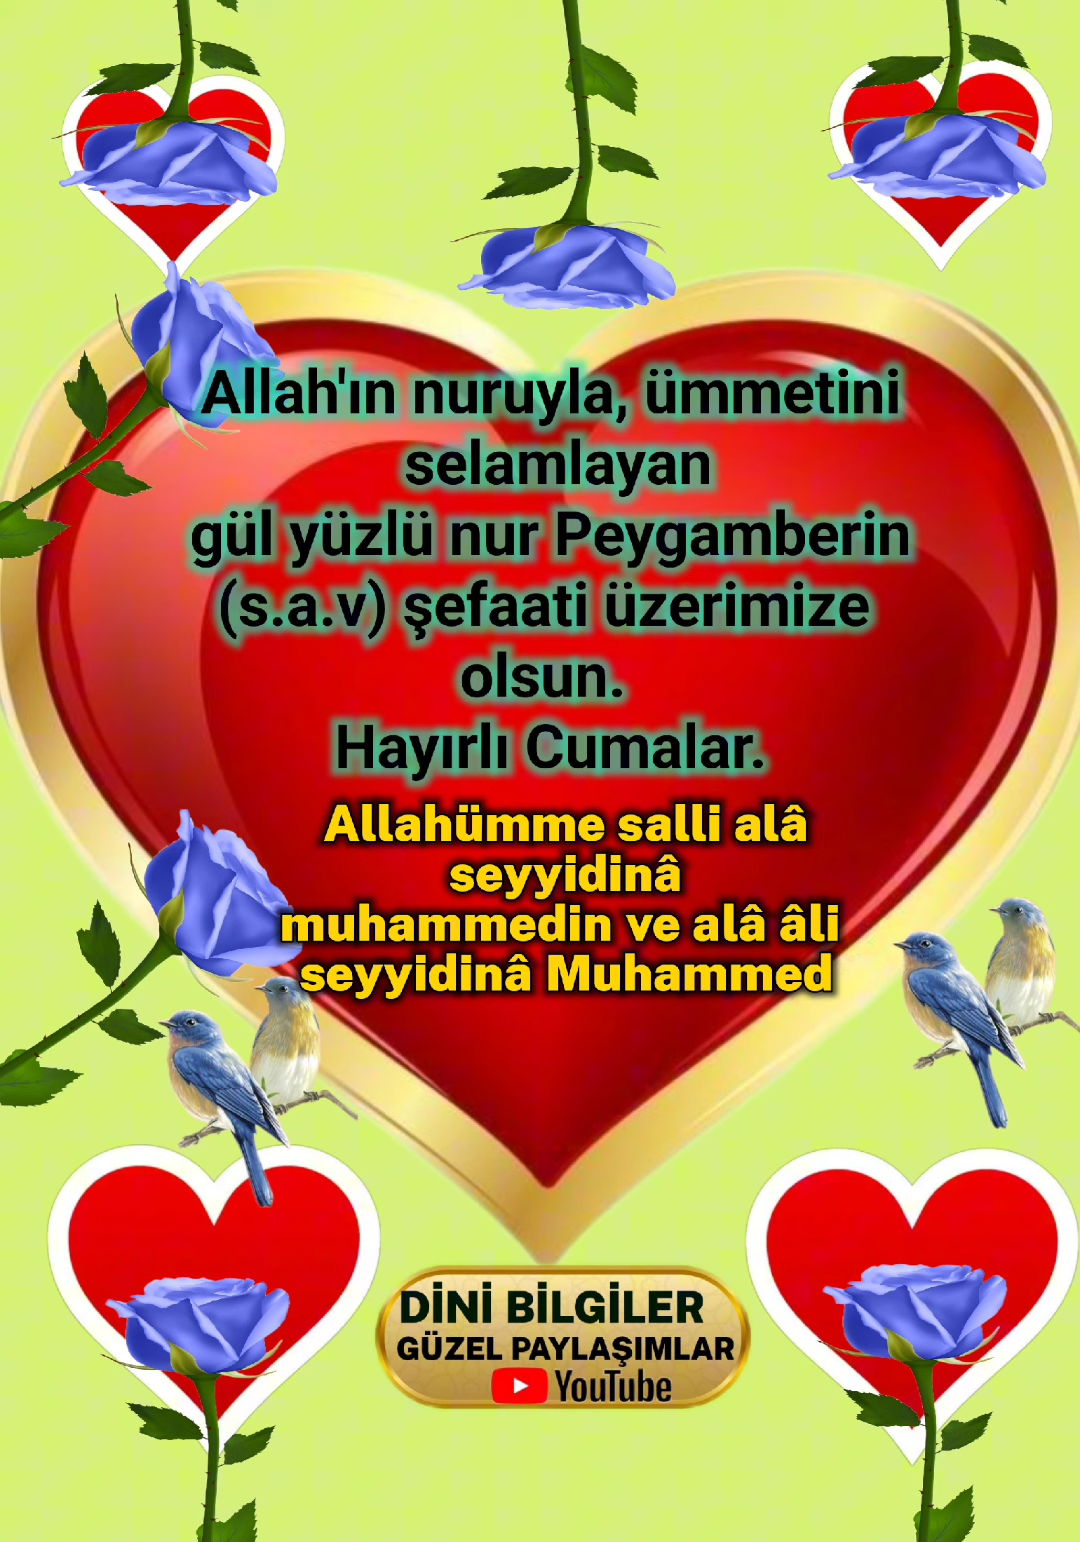 Allah'ın nuruyla, ümmetini
selamlayan
gül yüzlü nur Peygamberin
(s.a.v) şefaati üzerimize
olsun.
Hayırlı Cumalar.
Allahümme salli alâ
seyyidinâ
muhammedin ve alâ âli
seyyidinâ Muhammed
DİNİ BİLGİLER
GÜZEL PAYLAŞIMLAR
YouTube